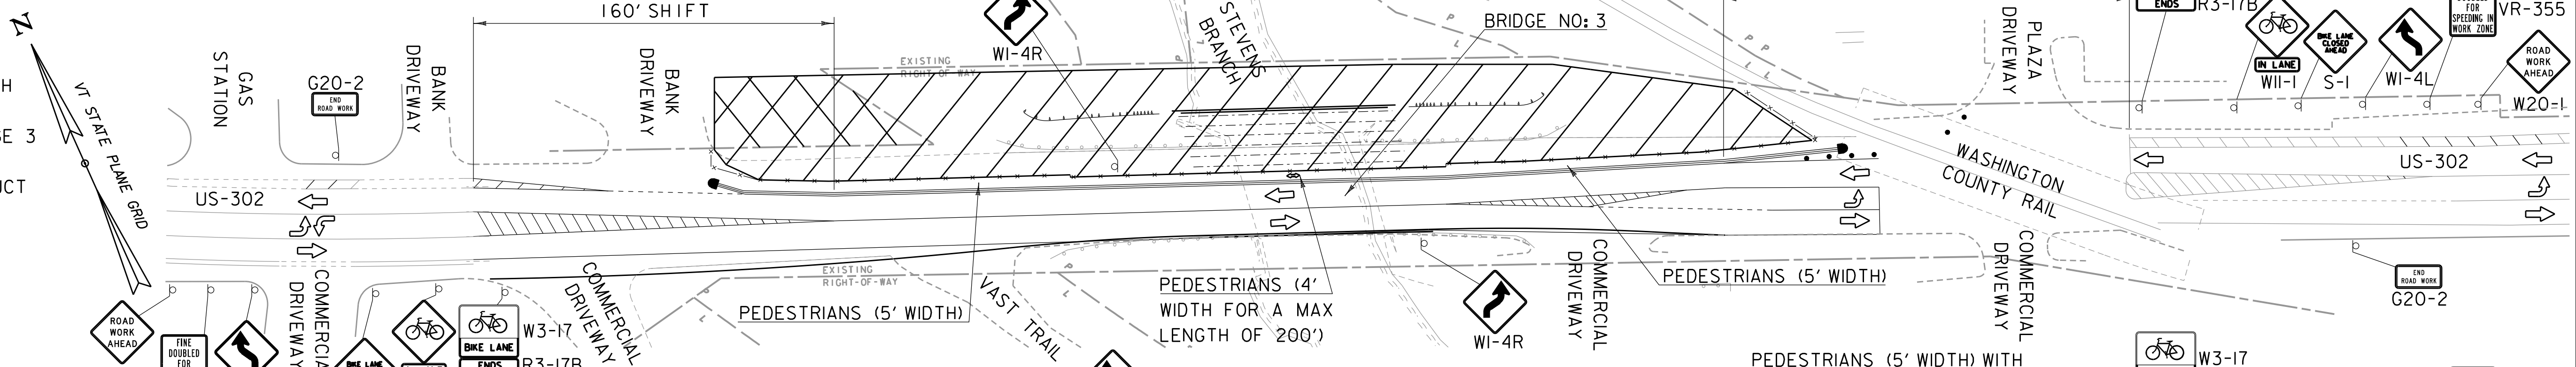 160' SHIFT
N
VT STATE PLANE GRID
H
E 3
CT
GAS
STATION
G20-2
END
ROAD WORK
BANK
DRIVEWAY
BANK
DRIVEWAY
EXISTING
RIGHT-OF-WAY
W1-4R
STEVENS
BRANCH
BRIDGE NO: 3
PLAZA
DRIVEWAY
ENDS
R3-17B
IN LANE
W11-1
BIKE LANE
CLOSED
AHEAD
S-1
W1-4L
FOR
SPEEDING IN
WORK ZONE
VR-355
ROAD
WORK
AHEAD
W20-1
US-302
WASHINGTON
COUNTY RAIL
US-302
ROAD
WORK
AHEAD
FINE
DOUBLED
FOR
COMMERCIAL
DRIVEWAY
BIKE LANE
W3-17
BIKE LANE
ENDS
R3-17B
COMMERCIAL
DRIVEWAY
EXISTING
RIGHT-OF-WAY
PEDESTRIANS (5' WIDTH)
VAST TRAIL
PEDESTRIANS (4'
WIDTH FOR A MAX
LENGTH OF 200')
W1-4R
COMMERCIAL
DRIVEWAY
PEDESTRIANS (5' WIDTH)
PEDESTRIANS (5' WIDTH) WITH
COMMERCIAL
DRIVEWAY
W3-17
END
ROAD WORK
G20-2